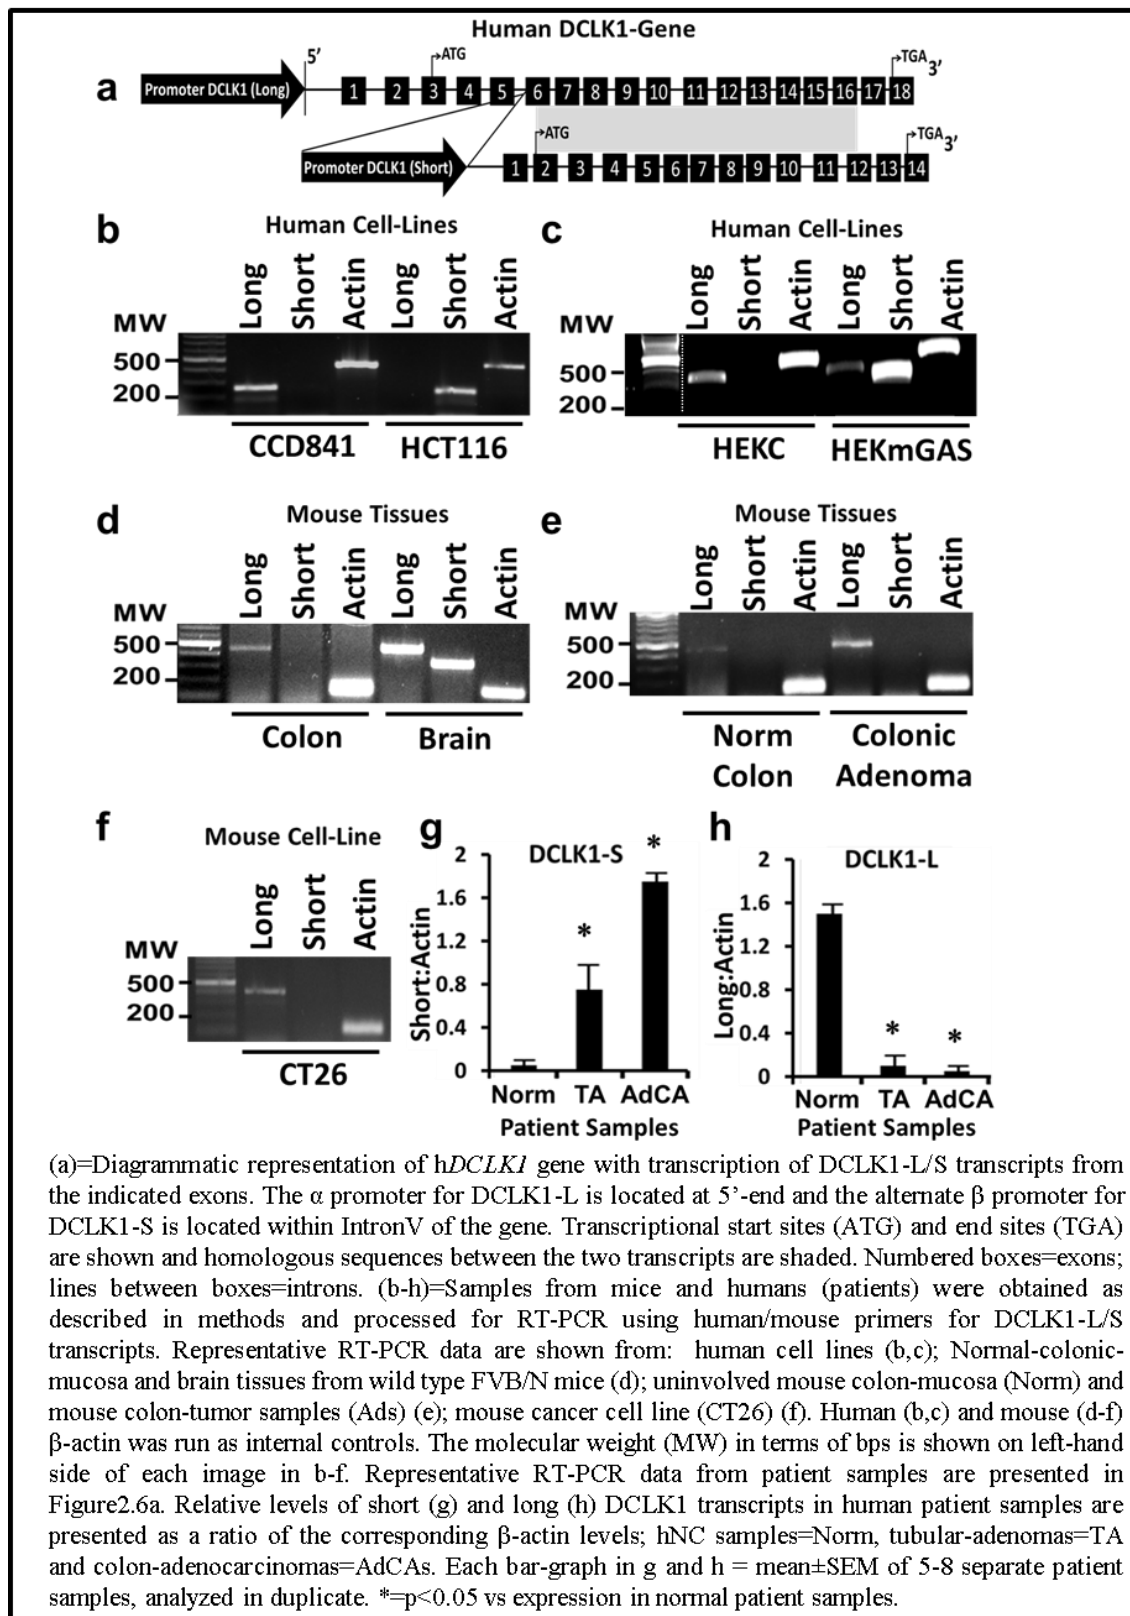 Human DCLK1-Gene
a
5’
ATG
TGA
3’
Promoter DCLK1 (Long)
1 2 3 4 5 6 7 8 9 10 11 12 13 14 15 16 17 18
ATG
TGA
3’
Promoter DCLK1 (Short)
1 2 3 4 5 6 7 8 9 10 11 12 13 14
b
Human Cell-Lines
Long Short Actin Long Short Actin
MW
500
200
CCD841 HCT116
c
Human Cell-Lines
Long Short Actin Long Short Actin
MW
500
200
HEKC HEKmGAS
d
Mouse Tissues
Long Short Actin Long Short Actin
MW
500
200
Colon Brain
e
Mouse Tissues
Long Short Actin Long Short Actin
MW
500
200
Norm Colonic
Colon Adenoma
f
Mouse Cell-Line
Long Short Actin
MW
500
200
CT26
g
DCLK1-S
Short:Actin
2
1.6
1.2
0.8
0.4
0
*
*
Norm TA AdCA
Patient Samples
h
DCLK1-L
Long:Actin
2
1.6
1.2
0.8
0.4
0
* *
Norm TA AdCA
Patient Samples
(a)=Diagrammatic representation of hDCLK1 gene with transcription of DCLK1-L/S transcripts from
the indicated exons. The α promoter for DCLK1-L is located at 5’-end and the alternate β promoter for
DCLK1-S is located within IntronV of the gene. Transcriptional start sites (ATG) and end sites (TGA)
are shown and homologous sequences between the two transcripts are shaded. Numbered boxes=exons;
lines between boxes=introns. (b-h)=Samples from mice and humans (patients) were obtained as
described in methods and processed for RT-PCR using human/mouse primers for DCLK1-L/S
transcripts. Representative RT-PCR data are shown from: human cell lines (b,c); Normal-colonic-
mucosa and brain tissues from wild type FVB/N mice (d); uninvolved mouse colon-mucosa (Norm) and
mouse colon-tumor samples (Ads) (e); mouse cancer cell line (CT26) (f). Human (b,c) and mouse (d-f)
β-actin was run as internal controls. The molecular weight (MW) in terms of bps is shown on left-hand
side of each image in b-f. Representative RT-PCR data from patient samples are presented in
Figure2.6a. Relative levels of short (g) and long (h) DCLK1 transcripts in human patient samples are
presented as a ratio of the corresponding β-actin levels; hNC samples=Norm, tubular-adenomas=TA
and colon-adenocarcinomas=AdCAs. Each bar-graph in g and h = mean±SEM of 5-8 separate patient
samples, analyzed in duplicate. *=p<0.05 vs expression in normal patient samples.